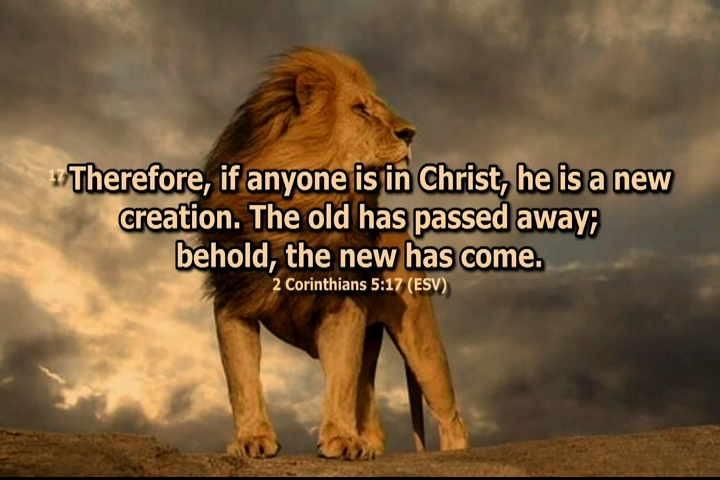 17 Therefore, if anyone is in Christ, he is a new
creation. The old has passed away;
behold, the new has come.
2 Corinthians 5:17 (ESV)